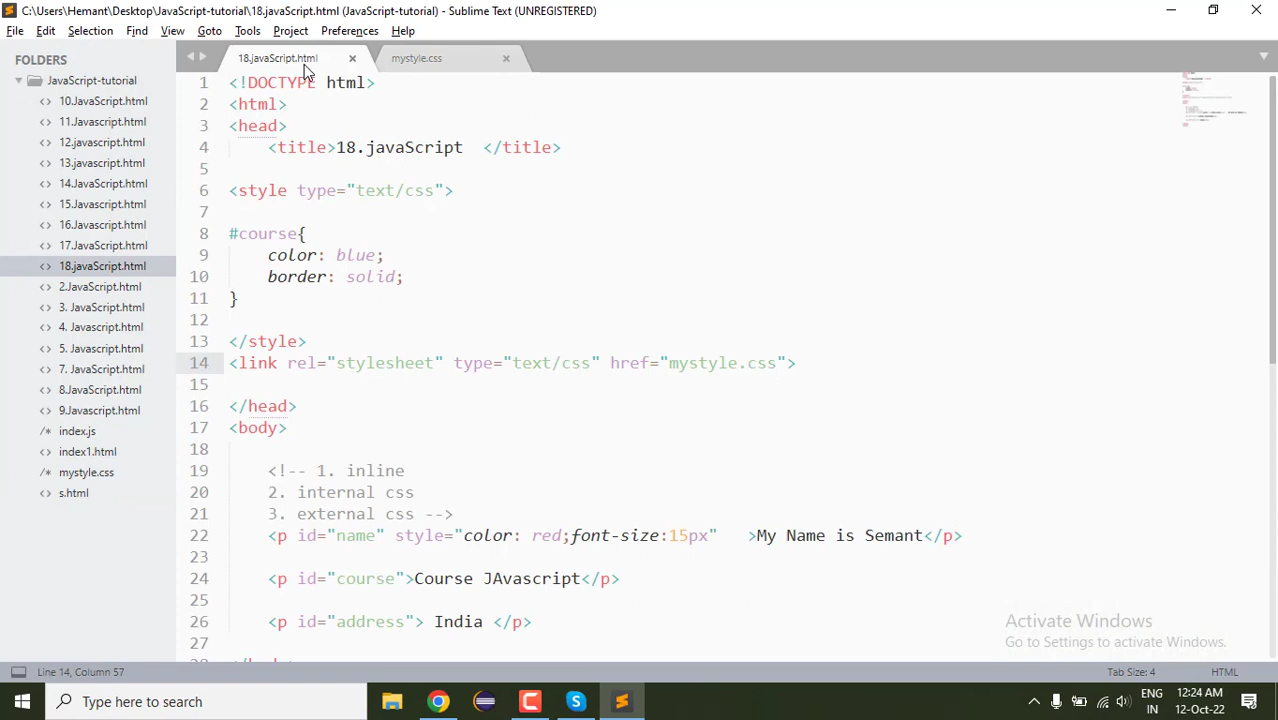 C:\Users\Hemant\Desktop\JavaScript-tutorial\18.javaScript.html (JavaScript-tutorial) - Sublime Text (UNREGISTERED)
File Edit Selection Find View Goto Tools Project Preferences Help
FOLDERS
JavaScript-tutorial
10.JavaScript.html
11.Javascript.html
12.javascript.html
13.javascript.html
14.JavaScript.html
15.Javascript.html
16.Javascript.html
17.JavaScript.html
18.javaScript.html
2.JavaScript.html
3. JavaScript.html
4. Javascript.html
5. Javascript.html
7. JavaScript.html
8.JavaScript.html
9.Javascript.html
index.js
index1.html
mystyle.css
s.html
18.javaScript.html mystyle.css
1 <!DOCTYPE html>
2 <html>
3 <head>
4 <title>18.javaScript </title>
5
6 <style type="text/css">
7
8 #course{
9 color: blue;
10 border: solid;
11 }
12
13 </style>
14 <link rel="stylesheet" type="text/css" href="mystyle.css">
15
16 </head>
17 <body>
18
19 <!-- 1. inline
20 2. internal css
21 3. external css -->
22 <p id="name" style="color: red;font-size:15px" >My Name is Semant</p>
23
24 <p id="course">Course JAvascript</p>
25
26 <p id="address"> India </p>
27
Activate Windows
Go to Settings to activate Windows.
Line 14, Column 57 Tab Size: 4 HTML
Type here to search
ENG
IN
12:24 AM
12-Oct-22